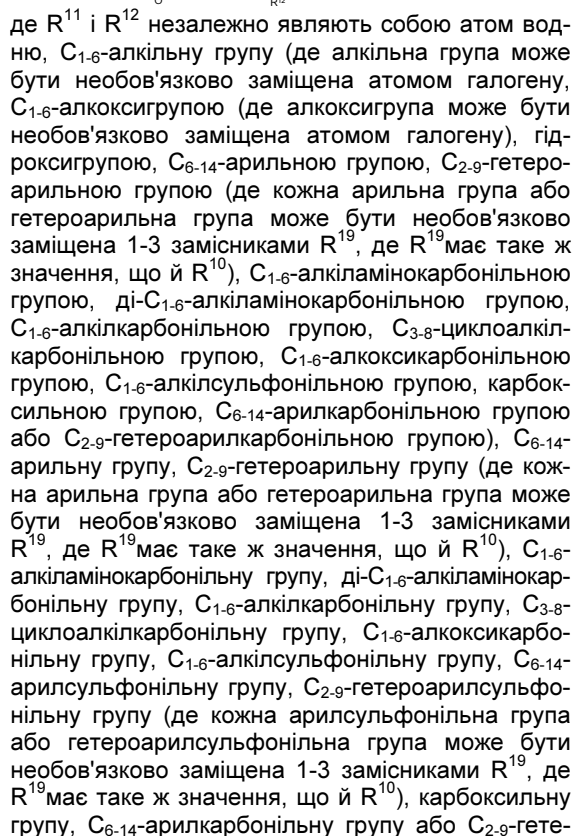 R¹²
де R¹¹ і R¹² незалежно являють собою атом вод-
ню, C₁₋₆-алкільну групу (де алкільна група може
бути необов'язково заміщена атомом галогену,
C₁₋₆-алкоксигрупою (де алкоксигрупа може бути
необов'язково заміщена атомом галогену), гід-
роксигрупою, C₆₋₁₄-арильною групою, C₂₋₉-гетеро-
арильною групою (де кожна арильна група або
гетероарильна група може бути необов'язково
заміщена 1-3 замісниками R¹⁹, де R¹⁹має таке ж
значення, що й R¹⁰), C₁₋₆-алкіламінокарбонільною
групою, ді-C₁₋₆-алкіламінокарбонільною групою,
C₁₋₆-алкілкарбонільною групою, C₃₋₈-циклоалкіл-
карбонільною групою, C₁₋₆-алкоксикарбонільною
групою, C₁₋₆-алкілсульфонільною групою, карбок-
сильною групою, C₆₋₁₄-арилкарбонільною групою
або C₂₋₉-гетероарилкарбонільною групою), C₆₋₁₄-
арильну групу, C₂₋₉-гетероарильну групу (де кож-
на арильна група або гетероарильна група може
бути необов'язково заміщена 1-3 замісниками
R¹⁹, де R¹⁹має таке ж значення, що й R¹⁰), C₁₋₆-
алкіламінокарбонільну групу, ді-C₁₋₆-алкіламінокар-
бонільну групу, C₁₋₆-алкілкарбонільну групу, C₃₋₈-
циклоалкілкарбонільну групу, C₁₋₆-алкоксикарбо-
нільну групу, C₁₋₆-алкілсульфонільну групу, C₆₋₁₄-
арилсульфонільну групу, C₂₋₉-гетероарилсульфо-
нільну групу (де кожна арилсульфонільна група
або гетероарилсульфонільна група може бути
необов'язково заміщена 1-3 замісниками R¹⁹, де
R¹⁹має таке ж значення, що й R¹⁰), карбоксильну
групу, C₆₋₁₄-арилкарбонільну групу або C₂₋₉-гете-